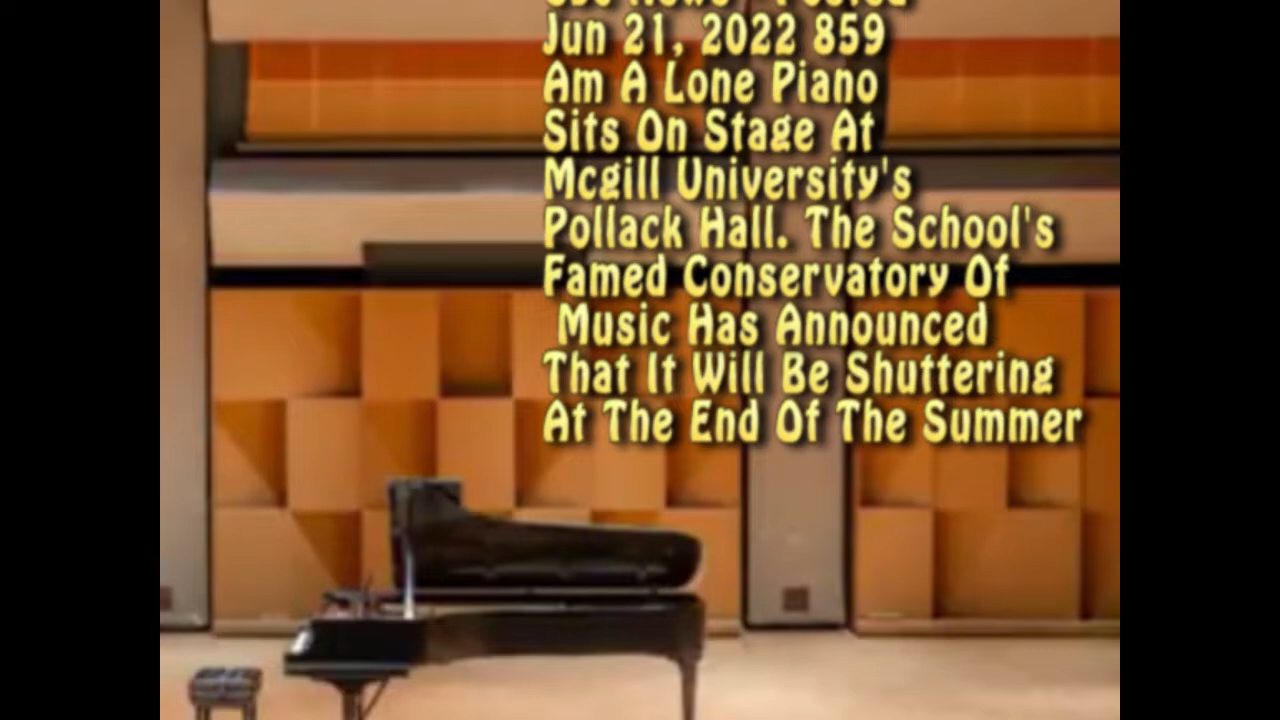 Jun 21, 2022 859
Am A Lone Piano
Sits On Stage At
Mcgill University's
Pollack Hall. The School's
Famed Conservatory Of
Music Has Announced
That It Will Be Shuttering
At The End Of The Summer